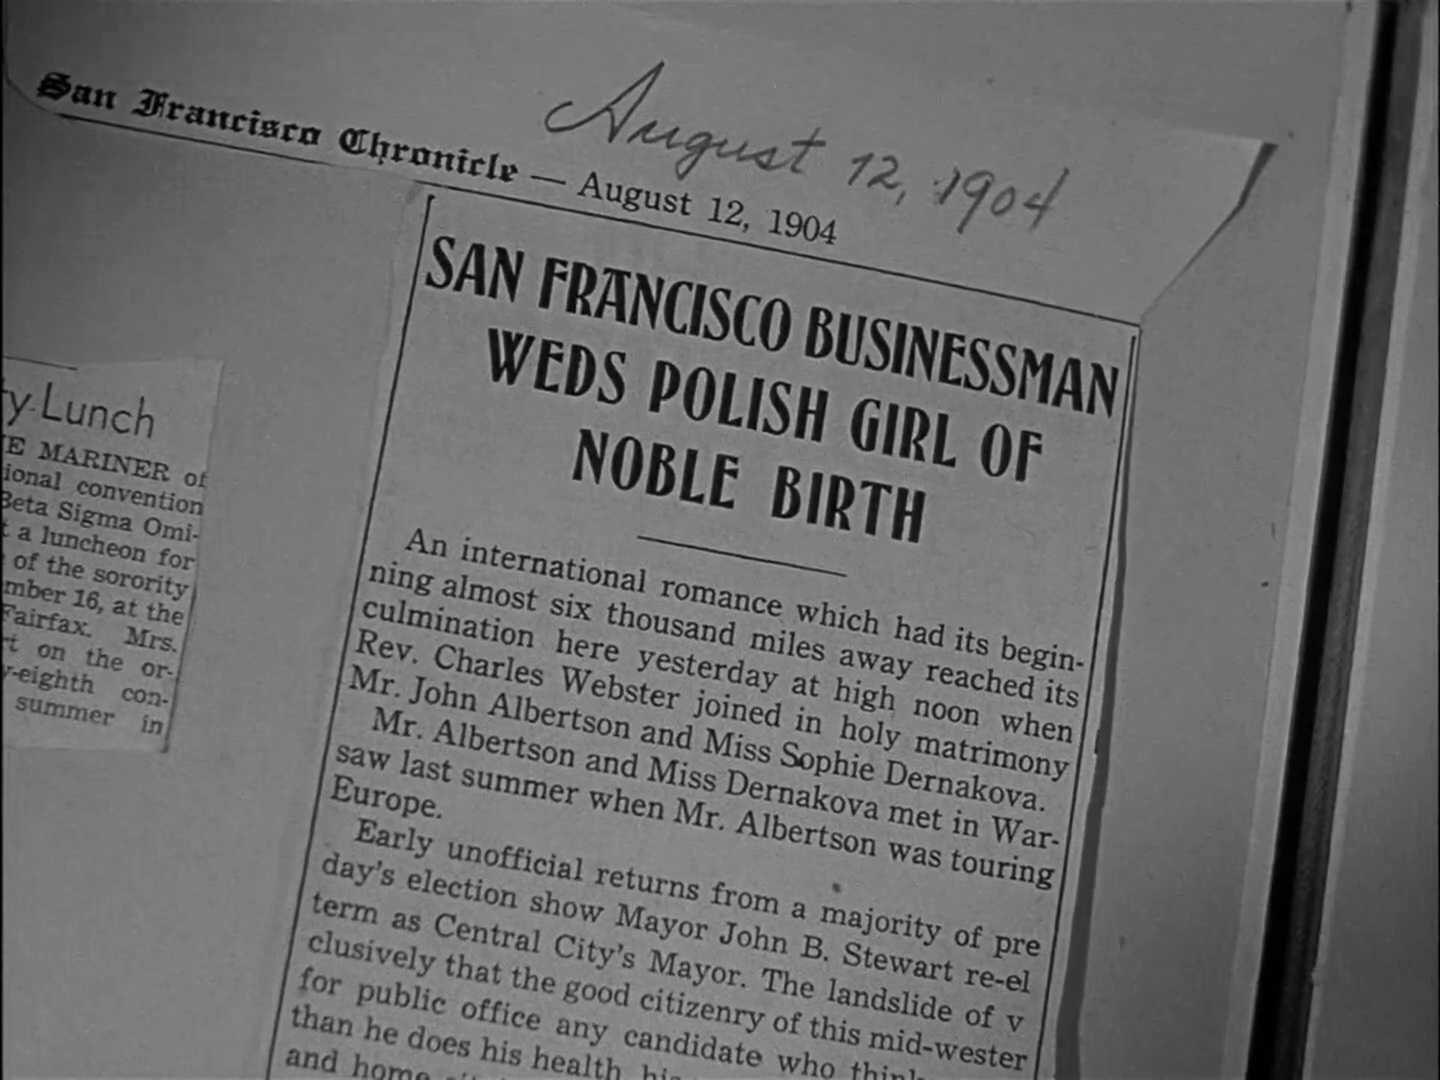 August 12, 1904
San Francisco Chronicle — August 12, 1904
SAN FRANCISCO BUSINESSMAN
WEDS POLISH GIRL OF
NOBLE BIRTH
An international romance which had its begin-
ning almost six thousand miles away reached its
culmination here yesterday at high noon when
Rev. Charles Webster joined in holy matrimony
Mr. John Albertson and Miss Sophie Dernakova.
Mr. Albertson and Miss Dernakova met in War-
saw last summer when Mr. Albertson was touring
Europe.
Early unofficial returns from a majority of pre
day's election show Mayor John B. Stewart re-el
term as Central City's Mayor. The landslide of v
clusively that the good citizenry of this mid-wester
for public office any candidate who think
than he does his health, his
and home
ty Lunch
E MARINER of
ional convention
Beta Sigma Omi-
t a luncheon for
of the sorority
mber 16, at the
Fairfax. Mrs.
rt on the or-
y-eighth con-
summer in